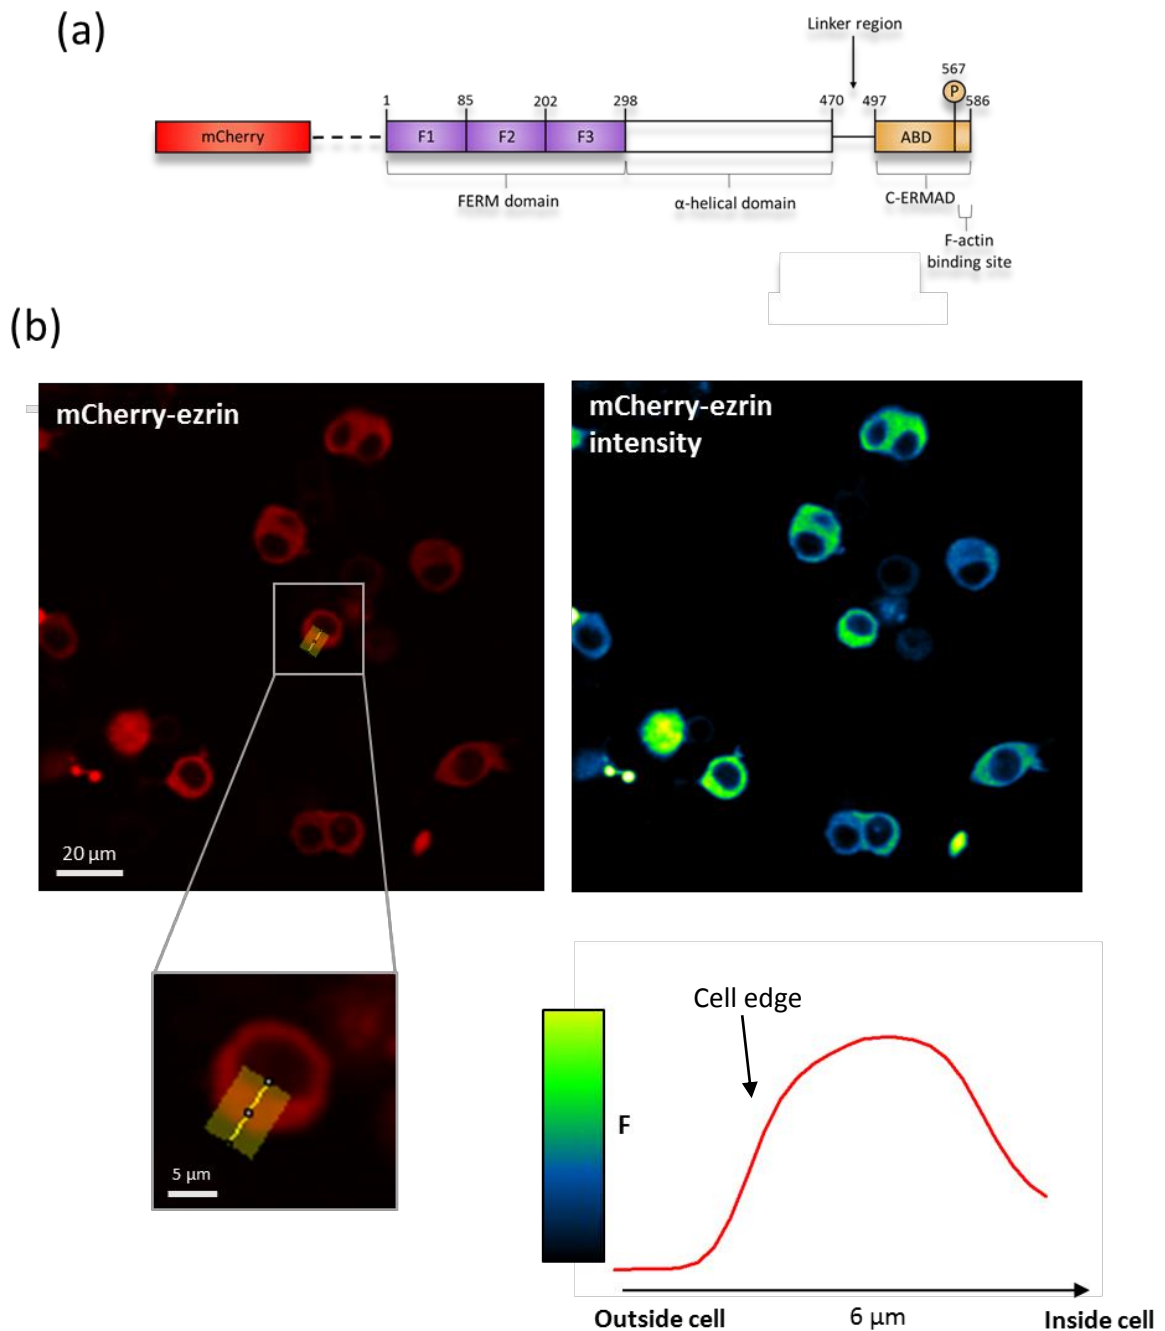 (a)
Linker region
567
P
1 85 202 298 470 497 586
mCherry F1 F2 F3 ABD
FERM domain
α-helical domain
C-ERMAD
F-actin
binding site
(b)
mCherry-ezrin
20 µm
mCherry-ezrin
intensity
5 µm
Cell edge
F
Outside cell 6 µm Inside cell